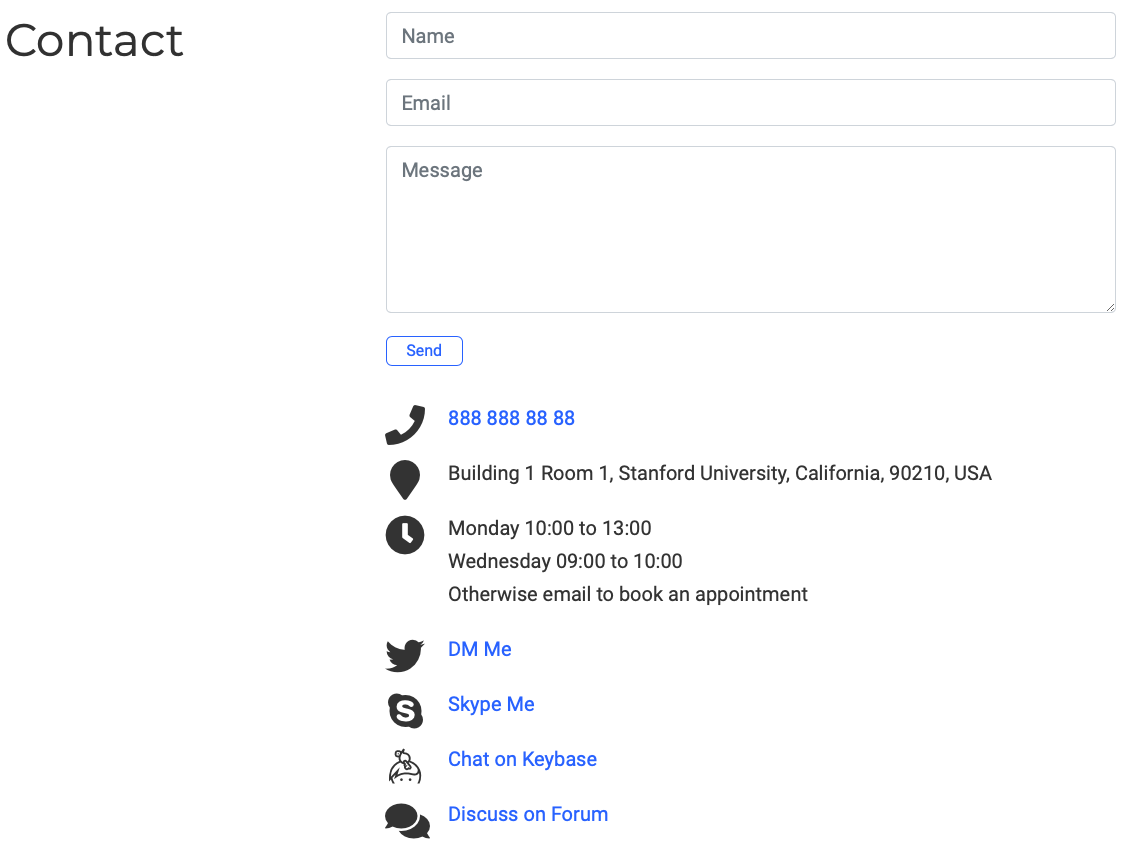 Contact
Name
Email
Message
Send
888 888 88 88
Building 1 Room 1, Stanford University, California, 90210, USA
Monday 10:00 to 13:00
Wednesday 09:00 to 10:00
Otherwise email to book an appointment
DM Me
Skype Me
Chat on Keybase
Discuss on Forum